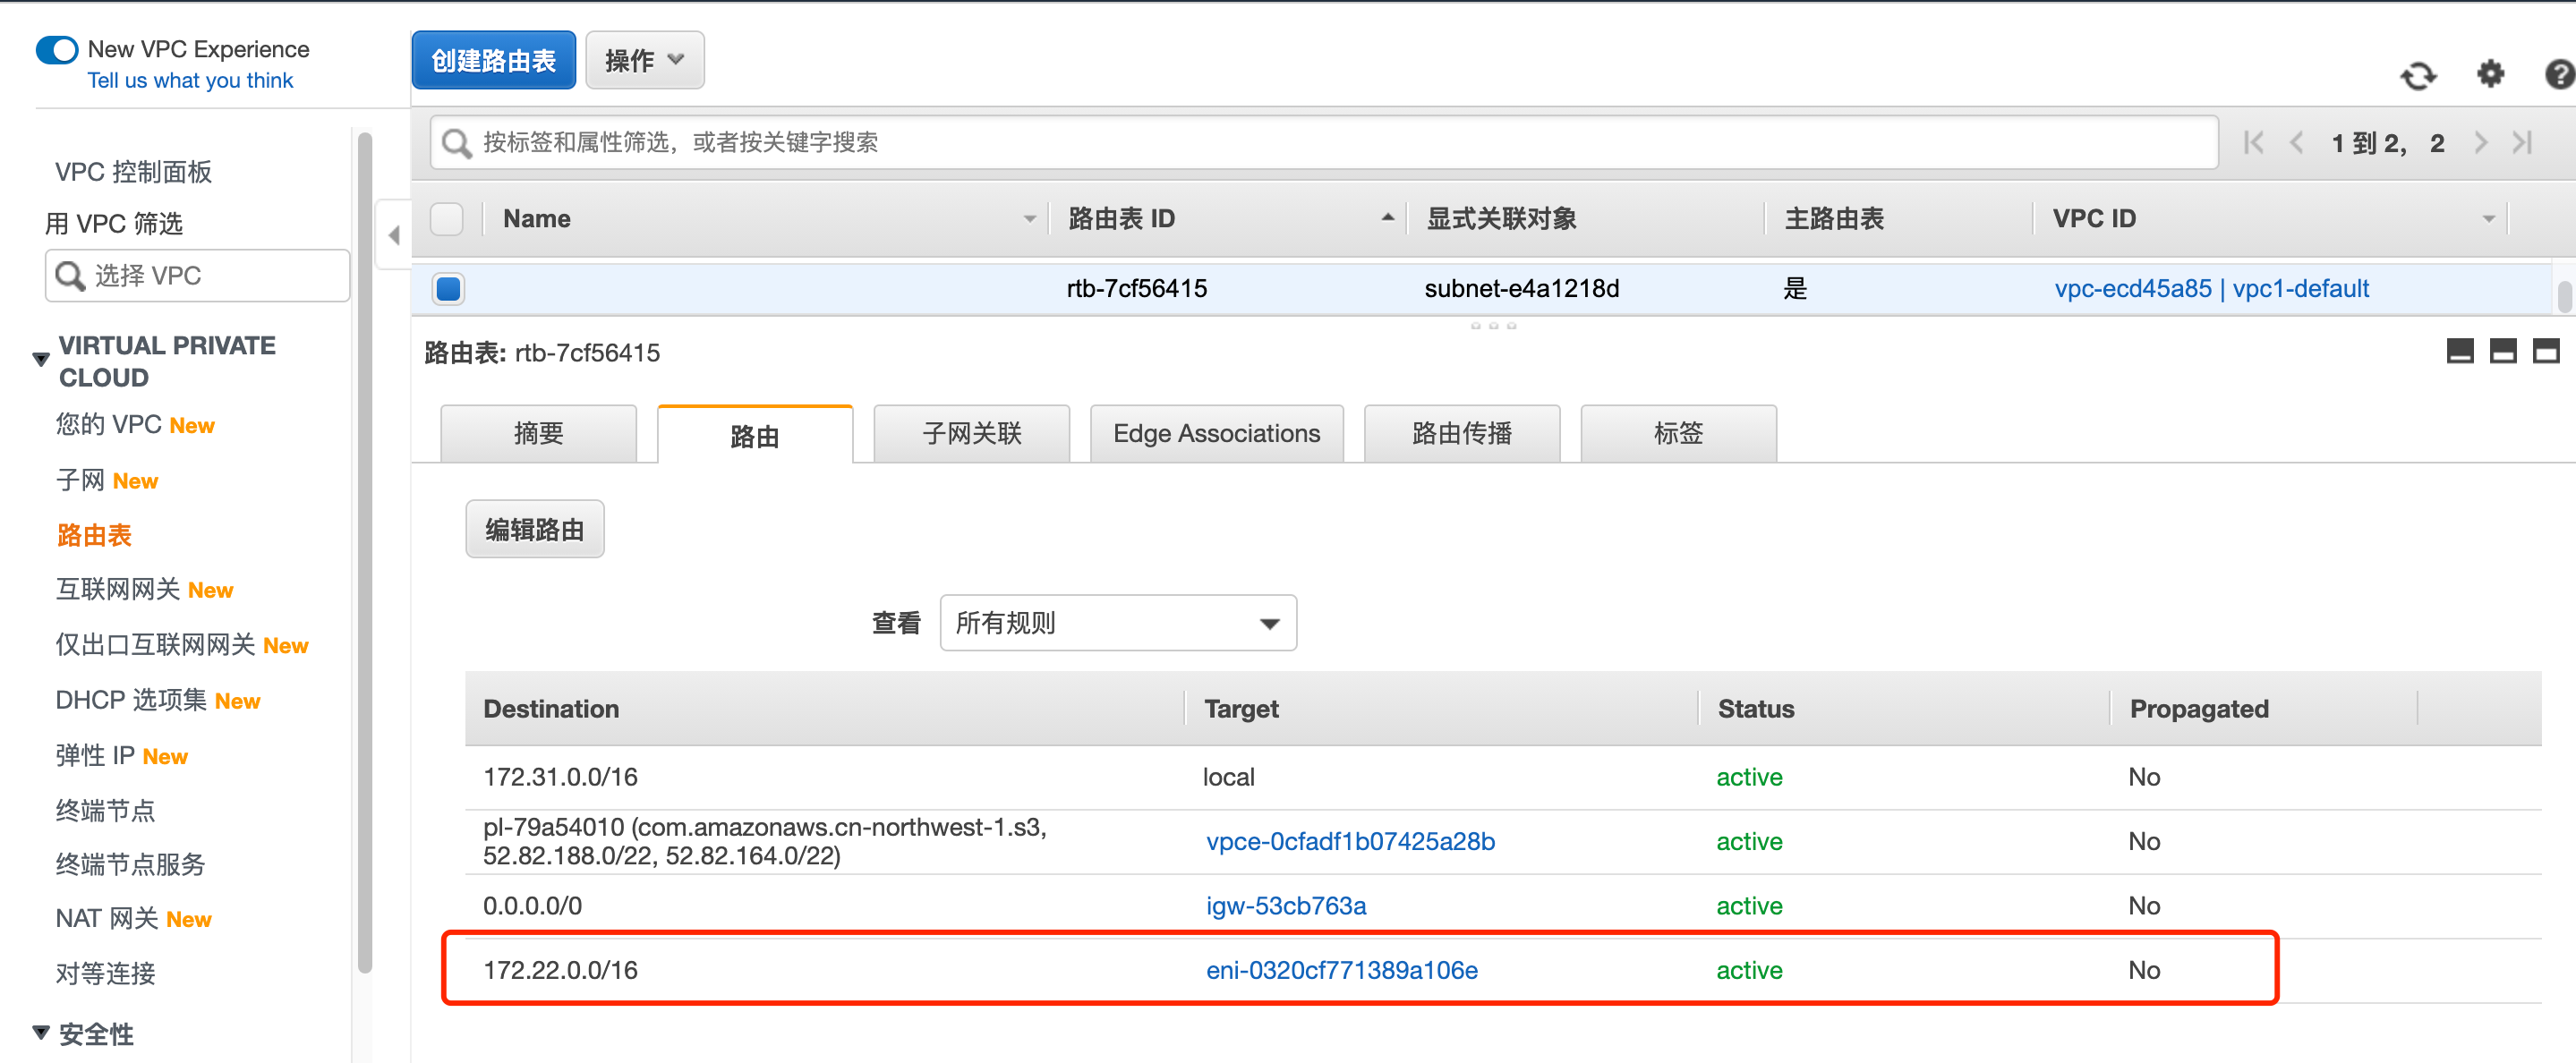 New VPC Experience
Tell us what you think
VPC 控制面板
用 VPC 筛选
选择 VPC
VIRTUAL PRIVATE
CLOUD
您的 VPC New
子网 New
路由表
互联网网关 New
仅出口互联网网关 New
DHCP 选项集 New
弹性 IP New
终端节点
终端节点服务
NAT 网关 New
对等连接
安全性
创建路由表 操作
按标签和属性筛选，或者按关键字搜索 1 到 2， 2
Name 路由表 ID 显式关联对象 主路由表 VPC ID
rtb-7cf56415 subnet-e4a1218d 是 vpc-ecd45a85 | vpc1-default
路由表: rtb-7cf56415
摘要 路由 子网关联 Edge Associations 路由传播 标签
编辑路由
查看 所有规则
Destination Target Status Propagated
172.31.0.0/16 local active No
pl-79a54010 (com.amazonaws.cn-northwest-1.s3,
52.82.188.0/22, 52.82.164.0/22) vpce-0cfadf1b07425a28b active No
0.0.0.0/0 igw-53cb763a active No
172.22.0.0/16 eni-0320cf771389a106e active No